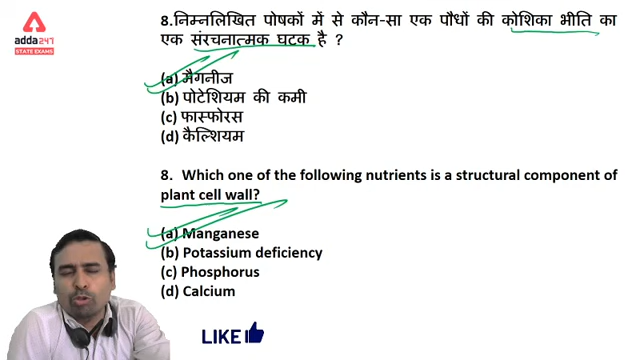 adda247
STATE EXAMS
8.निम्नलिखित पोषकों में से कौन-सा एक पौधों की कोशिका भीति का
एक संरचनात्मक घटक है ?
(a) मैगनीज
(b) पोटेशियम की कमी
(c) फास्फोरस
(d) कैल्शियम
8. Which one of the following nutrients is a structural component of
plant cell wall?
(a) Manganese
(b) Potassium deficiency
(c) Phosphorus
(d) Calcium
LIKE